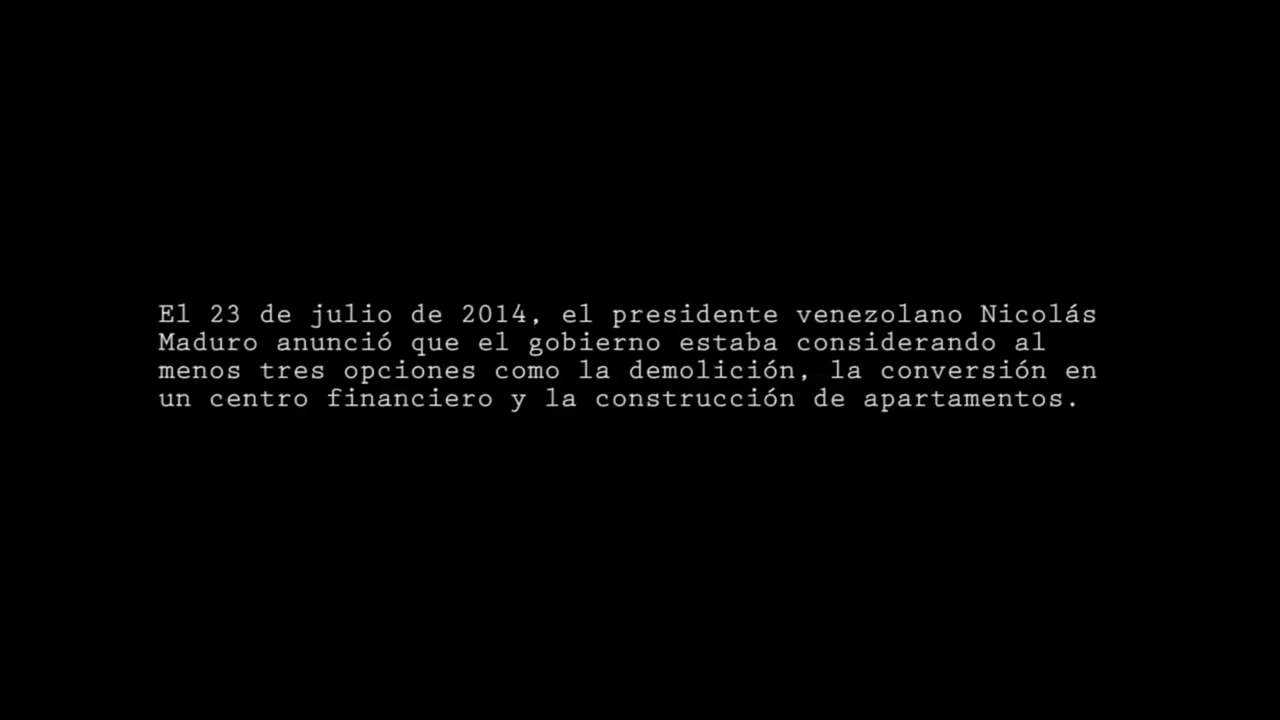 El 23 de julio de 2014, el presidente venezolano Nicolás
Maduro anunció que el gobierno estaba considerando al
menos tres opciones como la demolición, la conversión en
un centro financiero y la construcción de apartamentos.